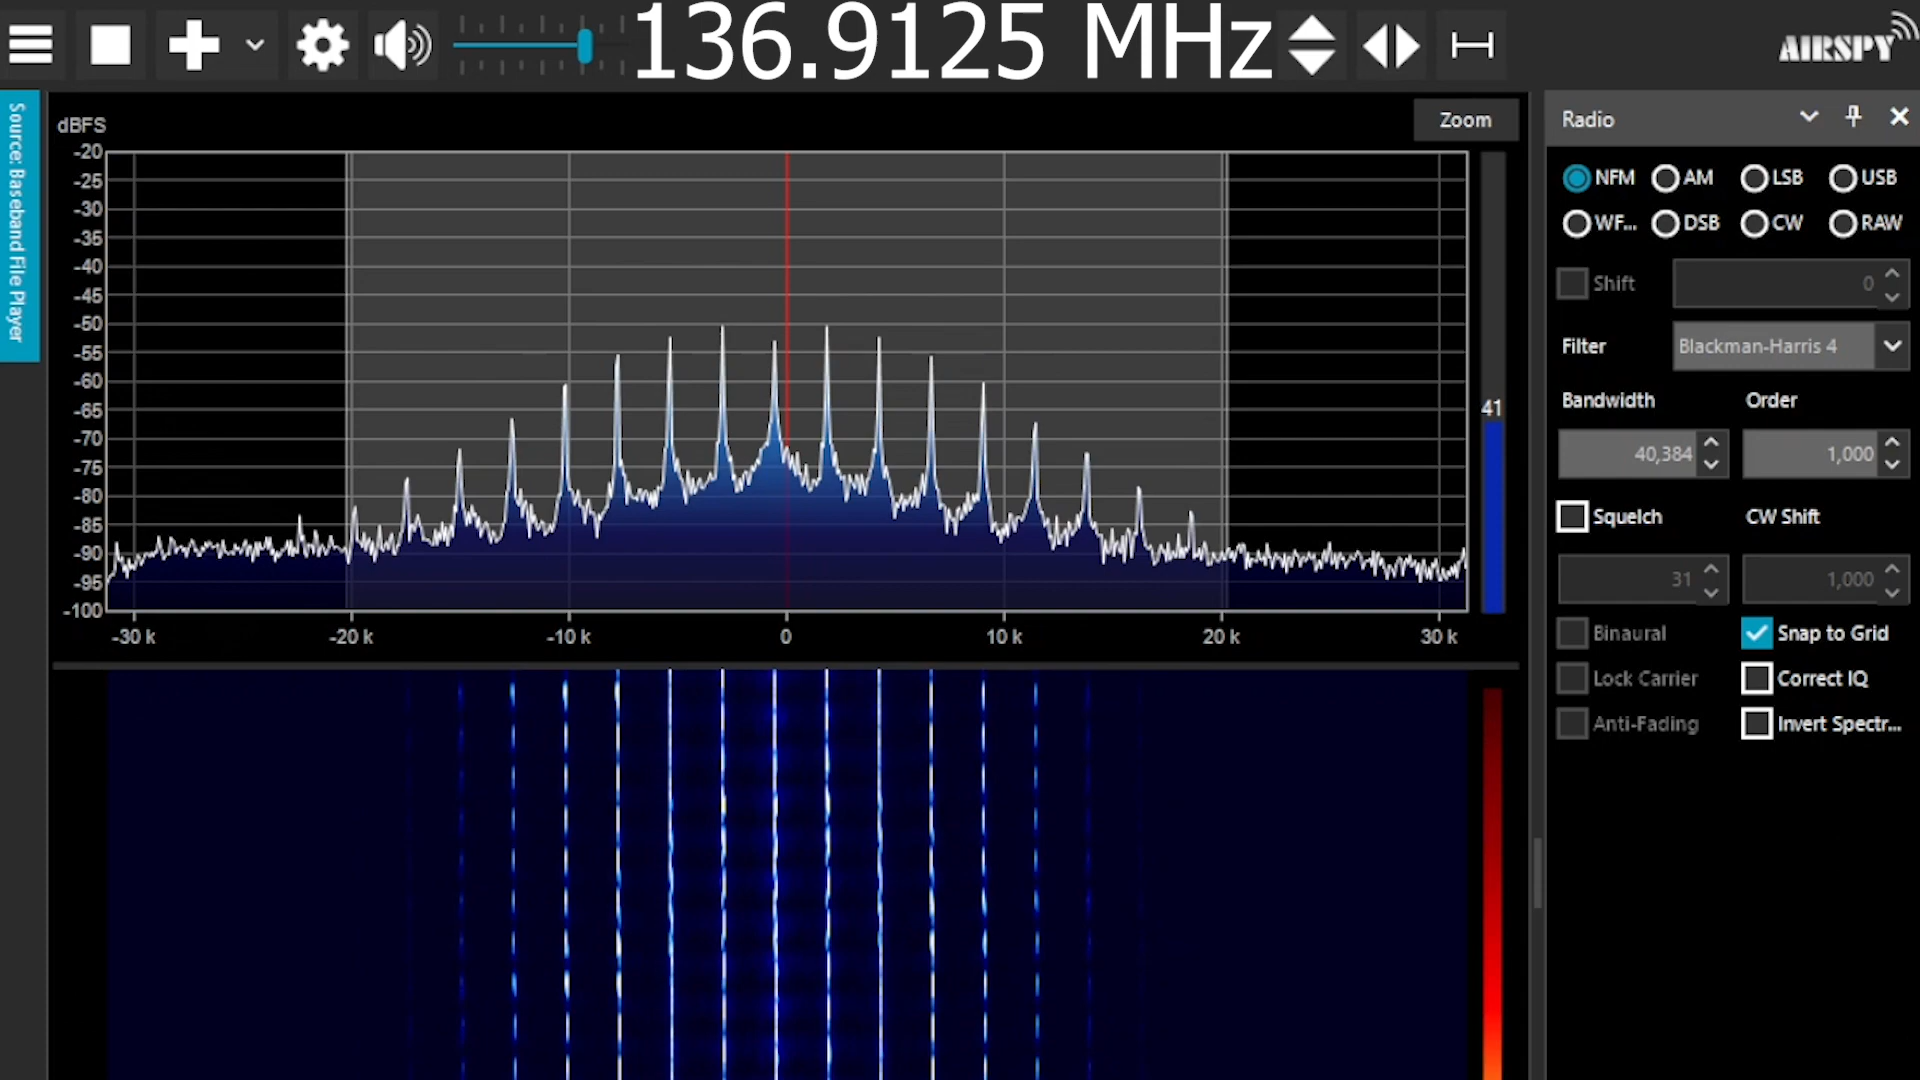 136.9125 MHz
AIRSPY
Source: Baseband File Player
dBFS
Zoom
-20
-25
-30
-35
-40
-45
-50
-55
-60
-65
-70
-75
-80
-85
-90
-95
-100
-30 k
-20 k
-10 k
0
10 k
20 k
30 k
41
Radio
NFM AM LSB USB
WF... DSB CW RAW
Shift 0
Filter Blackman-Harris 4
Bandwidth Order
40,384 1,000
Squelch CW Shift
31 1,000
Binaural Snap to Grid
Lock Carrier Correct IQ
Anti-Fading Invert Spectr...